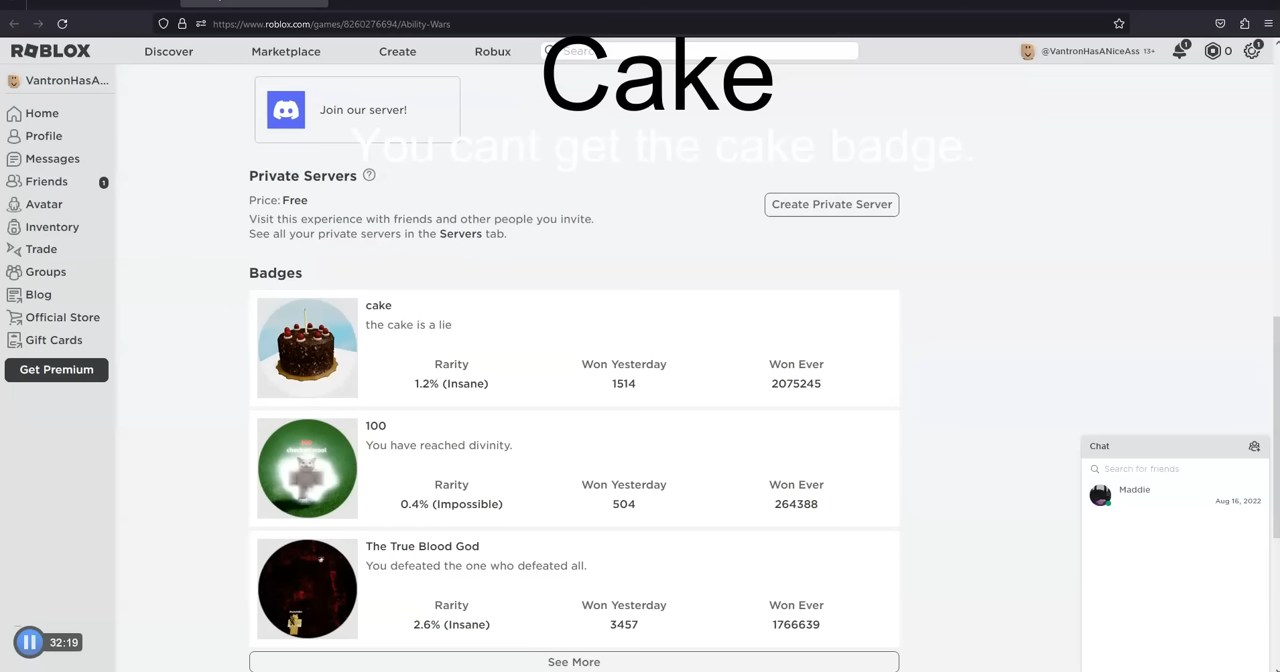 https://www.roblox.com/games/8260276694/Ability-Wars
ROBLOX
Discover
Marketplace
Create
Robux
Search
@VantronHasANiceAss 13+
1
0
1
Cake
You cant get the cake badge.
VantronHasA...
Home
Profile
Messages
Friends 1
Avatar
Inventory
Trade
Groups
Blog
Official Store
Gift Cards
Get Premium
Join our server!
Private Servers ?
Price: Free
Visit this experience with friends and other people you invite.
See all your private servers in the Servers tab.
Create Private Server
Badges
cake
the cake is a lie
Rarity Won Yesterday Won Ever
1.2% (Insane) 1514 2075245
100
You have reached divinity.
Rarity Won Yesterday Won Ever
0.4% (Impossible) 504 264388
The True Blood God
You defeated the one who defeated all.
Rarity Won Yesterday Won Ever
2.6% (Insane) 3457 1766639
See More
Chat
Search for friends
Maddie
Aug 16, 2022
32:19